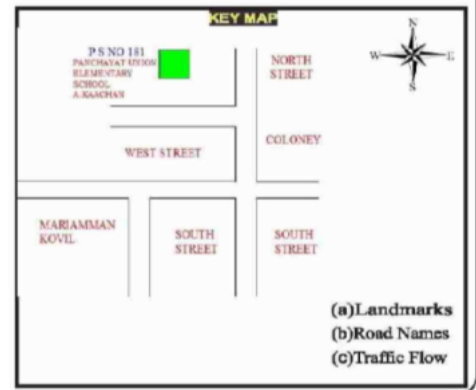 KEY MAP
P S NO 181
PANCHAYAT UNION
ELEMENTARY
SCHOOL
A.KAACHAN
NORTH
STREET
N
W
E
S
WEST STREET
COLONEY
MARIAMMAN
KOVIL
SOUTH
STREET
SOUTH
STREET
(a)Landmarks
(b)Road Names
(c)Traffic Flow